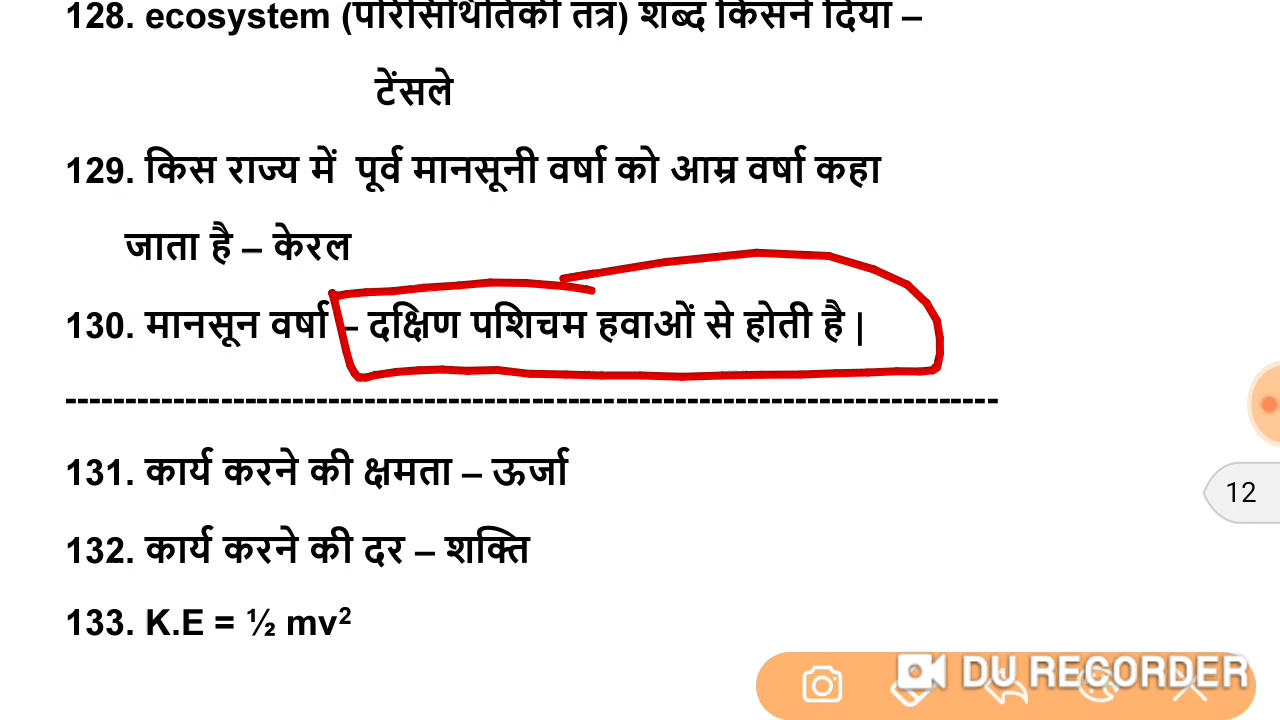 128. ecosystem (पारिस्थितिकी तंत्र) शब्द किसने दिया –
टेंसले
129. किस राज्य में पूर्व मानसूनी वर्षा को आम्र वर्षा कहा
जाता है – केरल
130. मानसून वर्षा – दक्षिण पश्चिम हवाओं से होती है |
--------------------------------------------------------------------------------
131. कार्य करने की क्षमता – ऊर्जा
12
132. कार्य करने की दर – शक्ति
133. K.E = ½ mv²
DU RECORDER